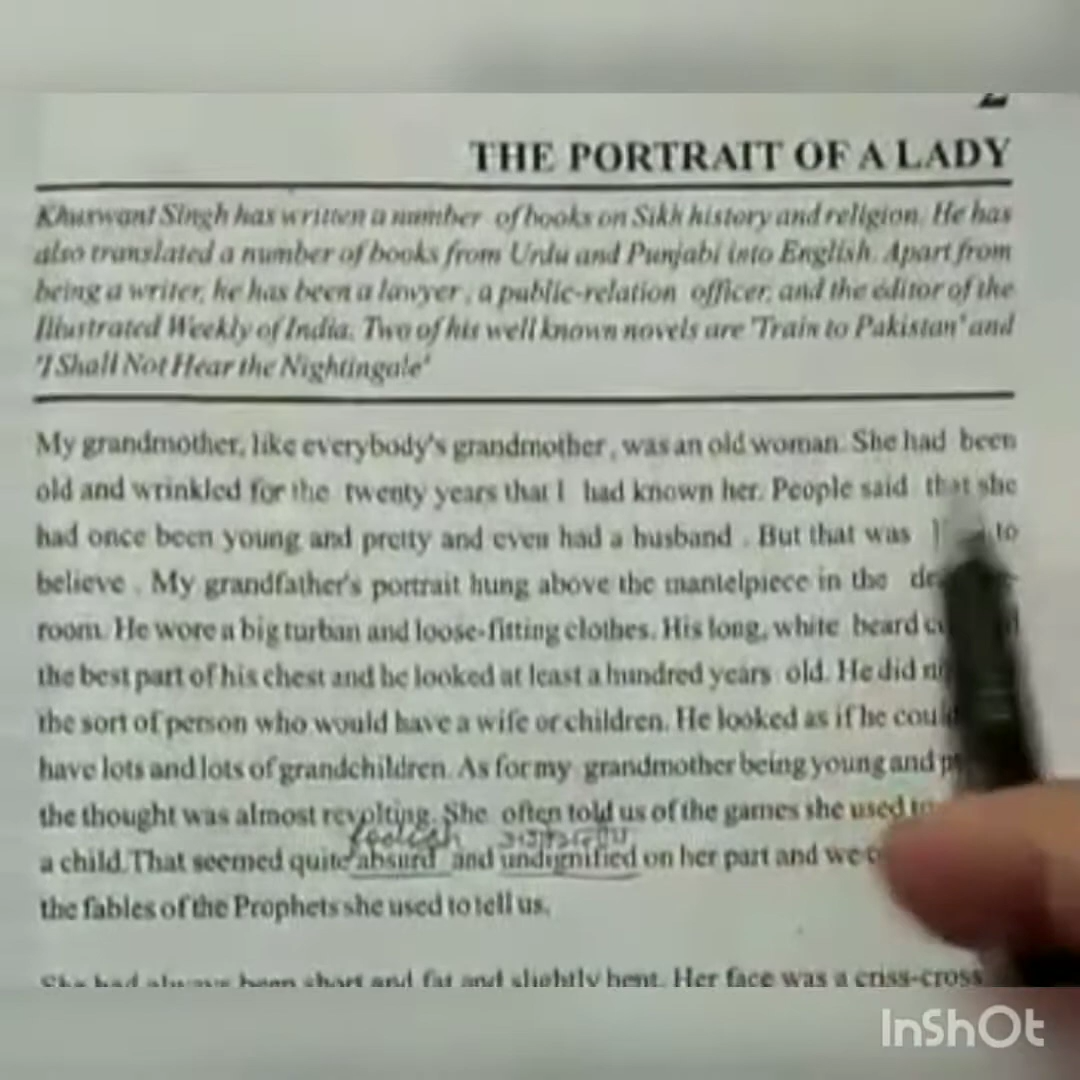 2
THE PORTRAIT OF A LADY
Khuswant Singh has written a number of books on Sikh history and religion. He has
also translated a number of books from Urdu and Punjabi into English. Apart from
being a writer, he has been a lawyer , a public-relation officer, and the editor of the
Illustrated Weekly of India. Two of his well known novels are 'Train to Pakistan' and
'I Shall Not Hear the Nightingale'
My grandmother, like everybody's grandmother , was an old woman. She had been
old and wrinkled for the twenty years that I had known her. People said that she
had once been young and pretty and even had a husband . But that was to
believe . My grandfather's portrait hung above the mantelpiece in the
room. He wore a big turban and loose-fitting clothes. His long, white beard
the best part of his chest and he looked at least a hundred years old. He did
the sort of person who would have a wife or children. He looked as if he
have lots and lots of grandchildren. As for my grandmother being young and
the thought was almost revolting. She often told us of the games she used
foolish
a child. That seemed quite absurd and undignified on her part and we
the fables of the Prophets she used to tell us.
She had always been short and fat and slightly bent. Her face was a criss-cross
InShOt